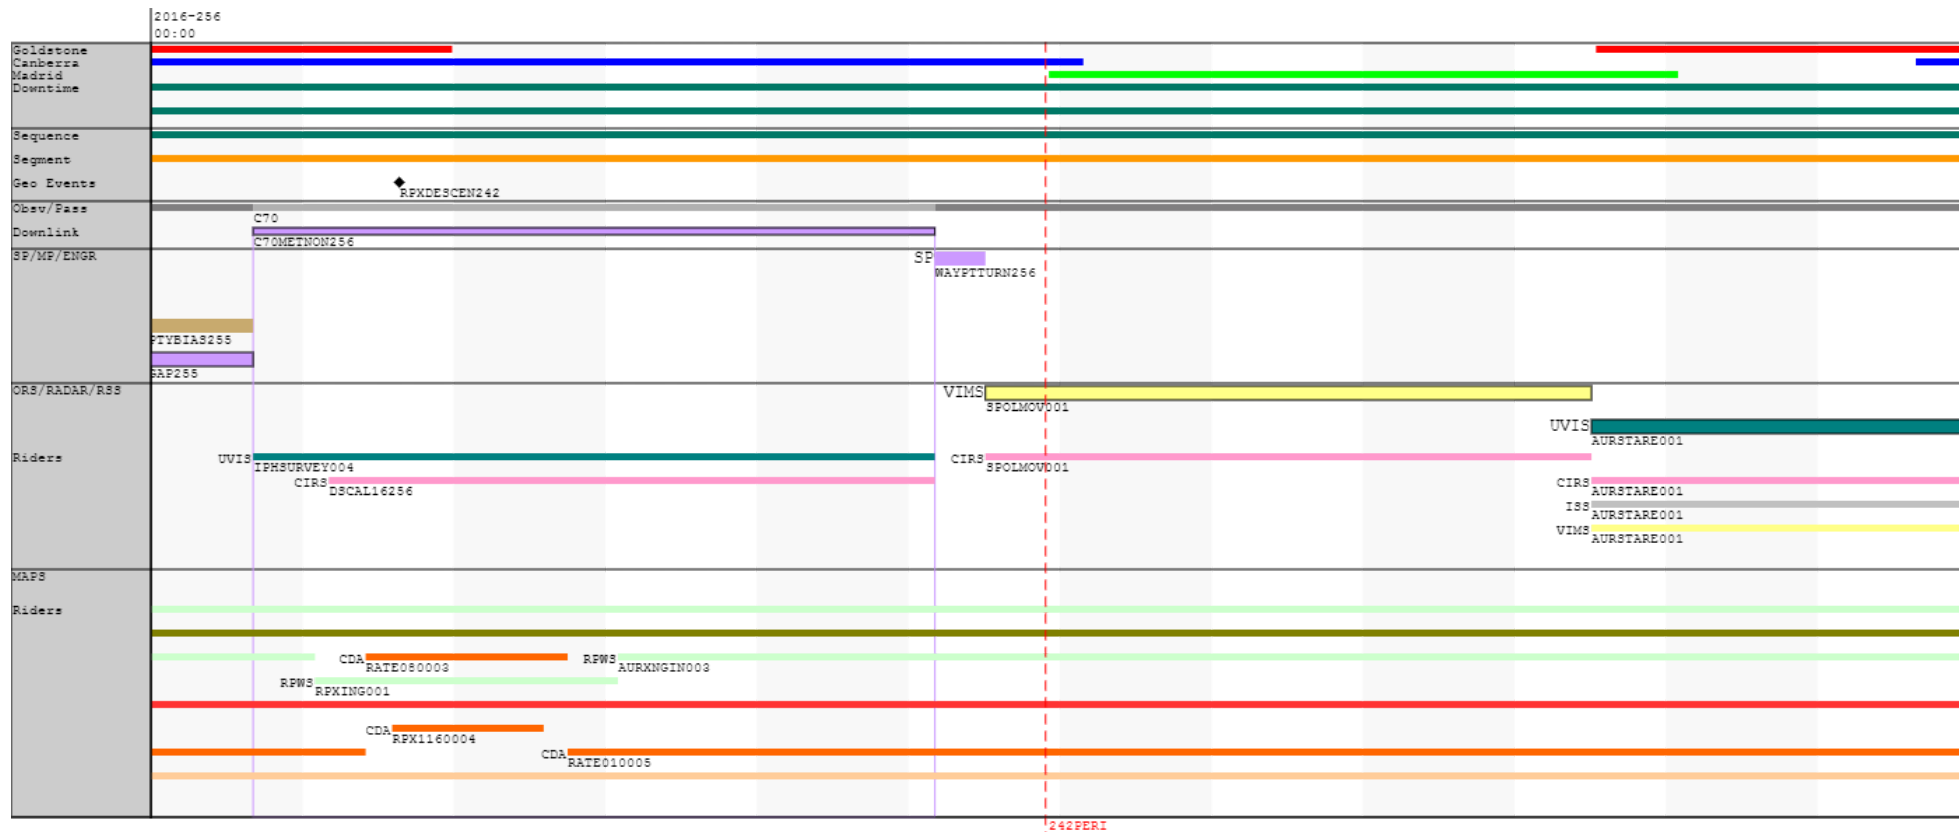 2016-256
00:00
Goldstone
Canberra
Madrid
Downtime
Sequence
Segment
Geo Events
RPXDESCEN242
Obsv/Pass
C70
Downlink
C70METNON256
SP/MP/ENGR
SP
WAYPTTURN256
PTYBIAS255
GAP255
ORS/RADAR/RSS
VIMS
SPOLMOV001
UVIS
AURSTARE001
Riders
UVIS
IPHSURVEY004
CIRS
SPOLMOV001
CIRS
DSCAL16256
CIRS
AURSTARE001
ISS
AURSTARE001
VIMS
AURSTARE001
MAPS
Riders
CDA
RATE080003
RPWS
AURXNGIN003
RPWS
RPXING001
CDA
RPX1160004
CDA
RATE010005
242PERI